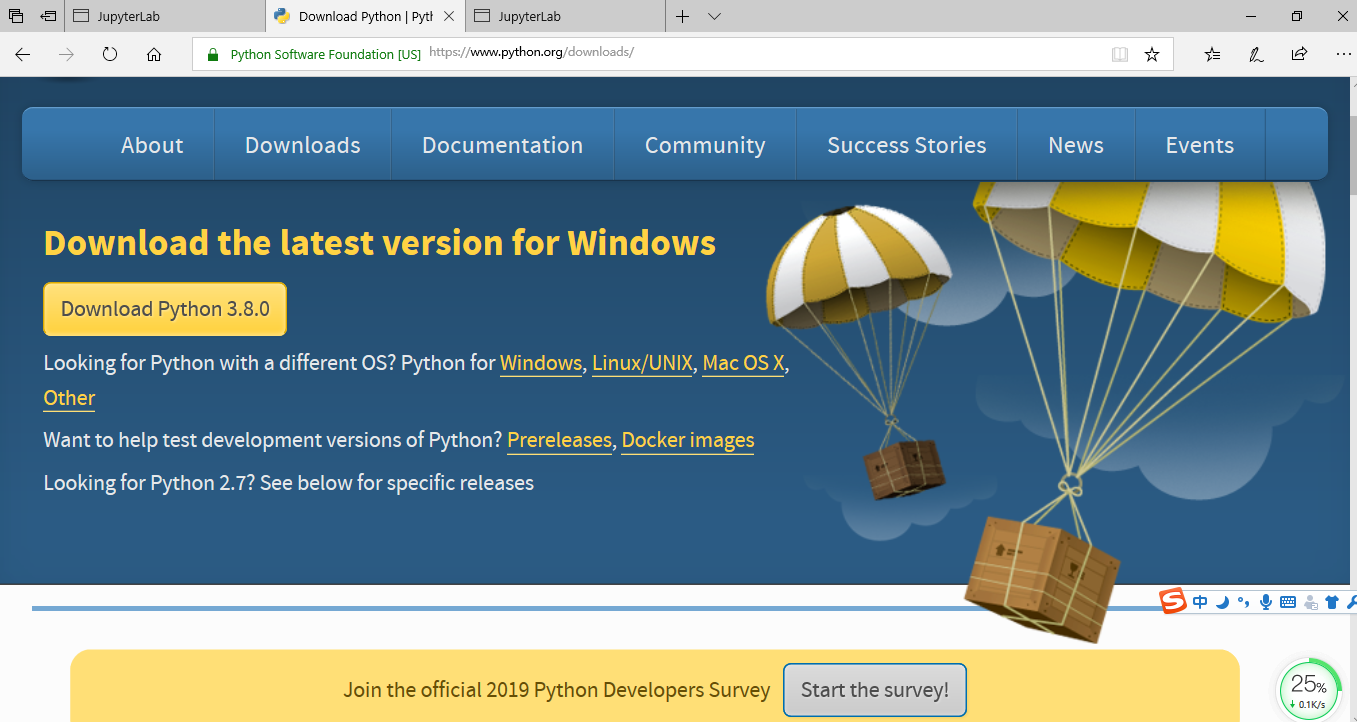 JupyterLab
Download Python | Pyth
JupyterLab
Python Software Foundation [US] https://www.python.org/downloads/
About Downloads Documentation Community Success Stories News Events
Download the latest version for Windows
Download Python 3.8.0
Looking for Python with a different OS? Python for Windows, Linux/UNIX, Mac OS X,
Other
Want to help test development versions of Python? Prereleases, Docker images
Looking for Python 2.7? See below for specific releases
S 中
Join the official 2019 Python Developers Survey Start the survey!
25%
0.1K/s